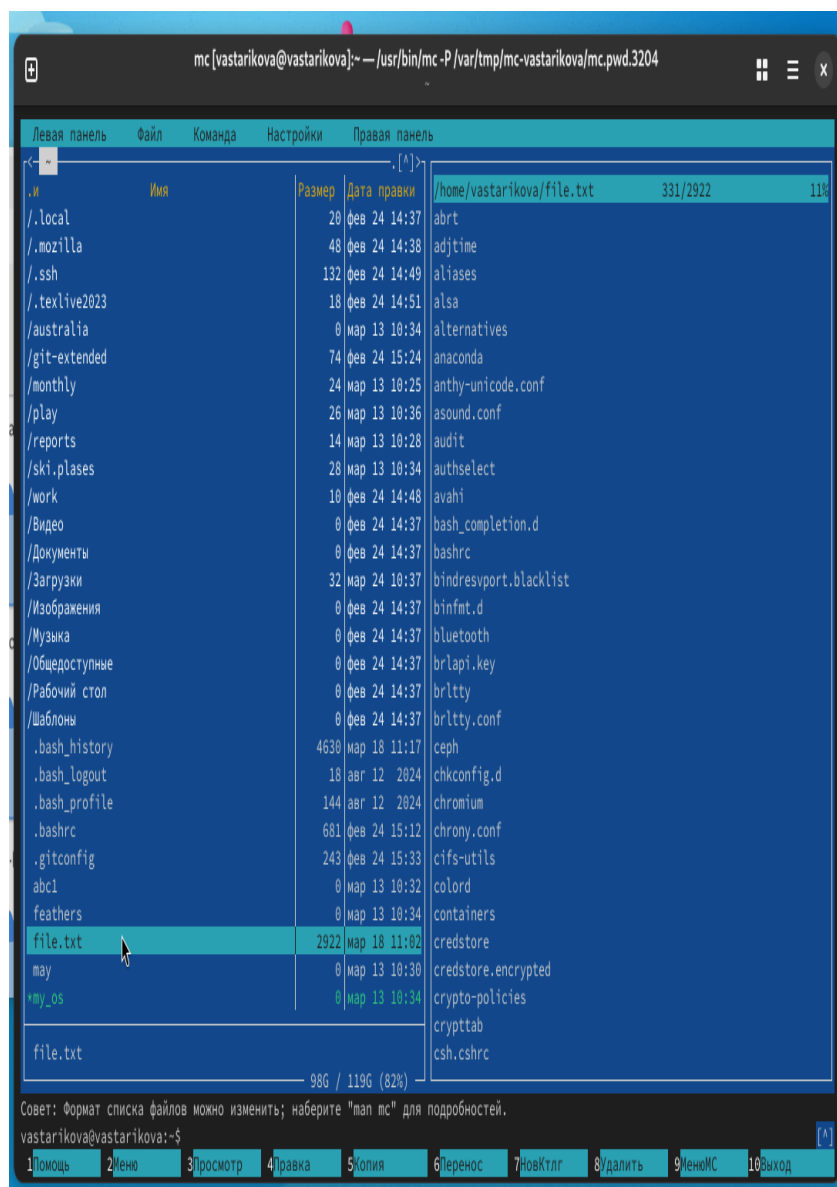 mc [vastarikova@vastarikova]:~ — /usr/bin/mc -P /var/tmp/mc-vastarikova/mc.pwd.3204
~
Левая панель Файл Команда Настройки Правая панель
<- ~ .[^]>
.и Имя Размер Дата правки
/.local 20 фев 24 14:37
/.mozilla 48 фев 24 14:38
/.ssh 132 фев 24 14:49
/.texlive2023 18 фев 24 14:51
/australia 0 мар 13 10:34
/git-extended 74 фев 24 15:24
/monthly 24 мар 13 10:25
/play 26 мар 13 10:36
/reports 14 мар 13 10:28
/ski.plases 28 мар 13 10:34
/work 10 фев 24 14:48
/Видео 0 фев 24 14:37
/Документы 0 фев 24 14:37
/Загрузки 32 мар 24 10:37
/Изображения 0 фев 24 14:37
/Музыка 0 фев 24 14:37
/Общедоступные 0 фев 24 14:37
/Рабочий стол 0 фев 24 14:37
/Шаблоны 0 фев 24 14:37
.bash_history 4630 мар 18 11:17
.bash_logout 18 авг 12 2024
.bash_profile 144 авг 12 2024
.bashrc 681 фев 24 15:12
.gitconfig 243 фев 24 15:33
abc1 0 мар 13 10:32
feathers 0 мар 13 10:34
file.txt 2922 мар 18 11:02
may 0 мар 13 10:30
*my_os 0 мар 13 10:34
file.txt
98G / 119G (82%)
/home/vastarikova/file.txt 331/2922 11%
abrt
adjtime
aliases
alsa
alternatives
anaconda
anthy-unicode.conf
asound.conf
audit
authselect
avahi
bash_completion.d
bashrc
bindresvport.blacklist
binfmt.d
bluetooth
brlapi.key
brltty
brltty.conf
ceph
chkconfig.d
chromium
chrony.conf
cifs-utils
colord
containers
credstore
credstore.encrypted
crypto-policies
crypttab
csh.cshrc
Совет: Формат списка файлов можно изменить; наберите "man mc" для подробностей.
vastarikova@vastarikova:~$ [^]
1Помощь 2Меню 3Просмотр 4Правка 5Копия 6Перенос 7НовКтлг 8Удалить 9МенюMC 10Выход